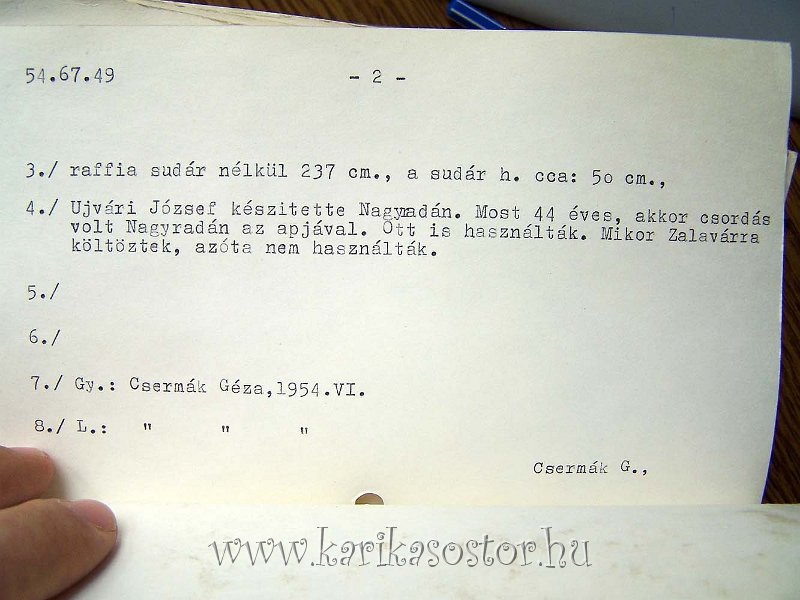 54.67.49 - 2 -
3./ raffia sudár nélkül 237 cm., a sudár h. cca: 5o cm.,
4./ Ujvári József készitette Nagyradán. Most 44 éves, akkor csordás
volt Nagyradán az apjával. Ott is használták. Mikor Zalavárra
költöztek, azóta nem használták.
5./
6./
7./ Gy.: Csermák Géza,1954.VI.
8./ L.: " " "
Csermák G.,
www.karikasostor.hu